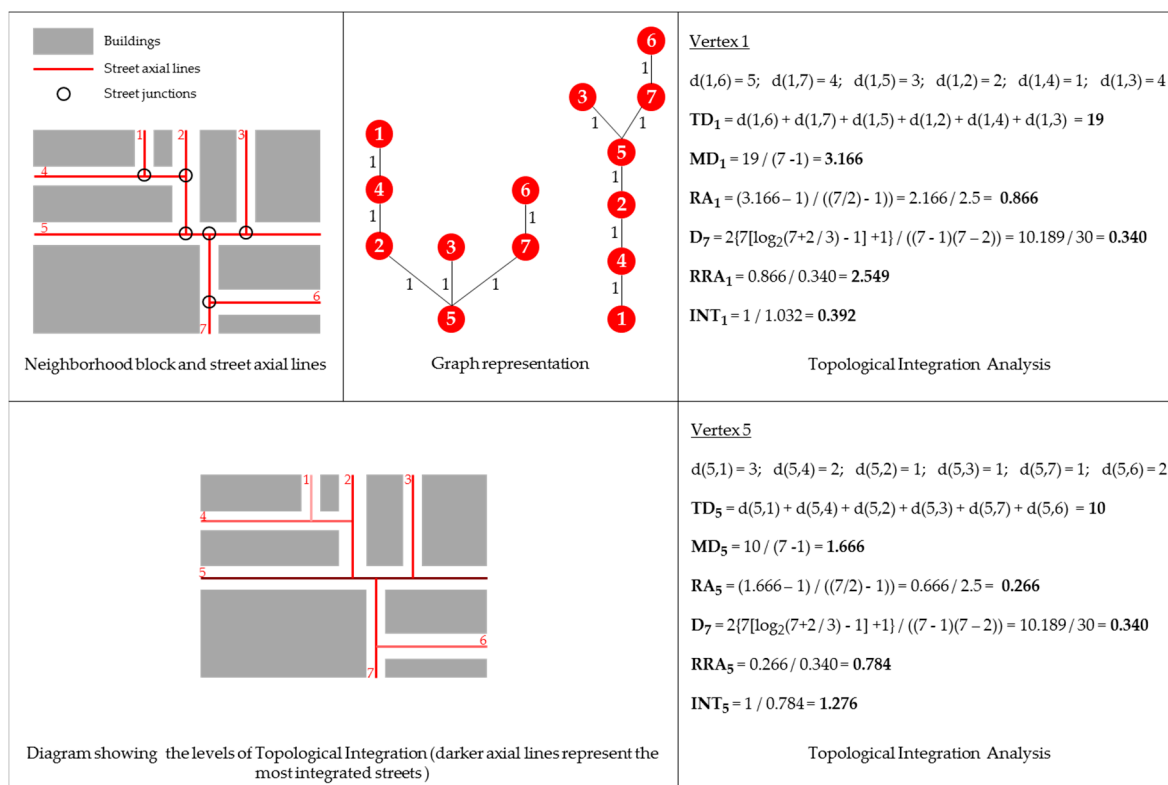 Buildings
Street axial lines
Street junctions
1
2
3
4
5
6
7
Neighborhood block and street axial lines
1
1
4
1
2
3
6
1
7
1
1
1
5
6
1
3
7
1
1
5
1
2
1
4
1
1
Graph representation
Vertex 1
d(1,6) = 5; d(1,7) = 4; d(1,5) = 3; d(1,2) = 2; d(1,4) = 1; d(1,3) = 4
TD1 = d(1,6) + d(1,7) + d(1,5) + d(1,2) + d(1,4) + d(1,3) = 19
MD1 = 19 / (7 -1) = 3.166
RA1 = (3.166 – 1) / ((7/2) - 1)) = 2.166 / 2.5 = 0.866
D7 = 2{7[log2(7+2 / 3) - 1] +1} / ((7 - 1)(7 – 2)) = 10.189 / 30 = 0.340
RRA1 = 0.866 / 0.340 = 2.549
INT1 = 1 / 1.032 = 0.392
Topological Integration Analysis
1
2
3
4
5
6
7
Diagram showing the levels of Topological Integration (darker axial lines represent the
most integrated streets )
Vertex 5
d(5,1) = 3; d(5,4) = 2; d(5,2) = 1; d(5,3) = 1; d(5,7) = 1; d(5,6) = 2
TD5 = d(5,1) + d(5,4) + d(5,2) + d(5,3) + d(5,7) + d(5,6) = 10
MD5 = 10 / (7 -1) = 1.666
RA5 = (1.666 – 1) / ((7/2) - 1)) = 0.666 / 2.5 = 0.266
D7 = 2{7[log2(7+2 / 3) - 1] +1} / ((7 - 1)(7 – 2)) = 10.189 / 30 = 0.340
RRA5 = 0.266 / 0.340 = 0.784
INT5 = 1 / 0.784 = 1.276
Topological Integration Analysis